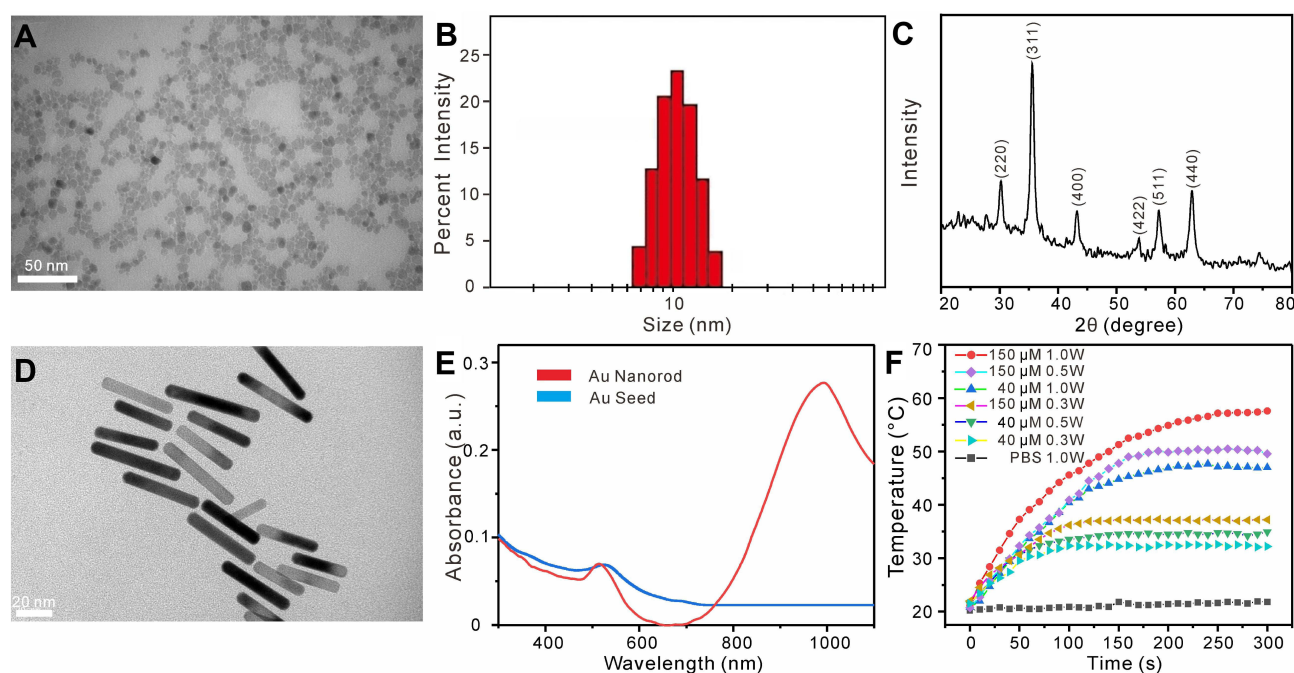 A
50 nm
B
Percent Intensity
25
20
15
10
5
0
10
Size (nm)
C
Intensity
(220)
(311)
(400)
(422)
(511)
(440)
20 30 40 50 60 70 80
2θ (degree)
D
20 nm
E
Absorbance (a.u.)
0.3
0.2
0.1
0
Au Nanorod
Au Seed
400 600 800 1000
Wavelength (nm)
F
Temperature (°C)
70
60
50
40
30
20
150 μM 1.0W
150 μM 0.5W
40 μM 1.0W
150 μM 0.3W
40 μM 0.5W
40 μM 0.3W
PBS 1.0W
0 50 100 150 200 250 300
Time (s)